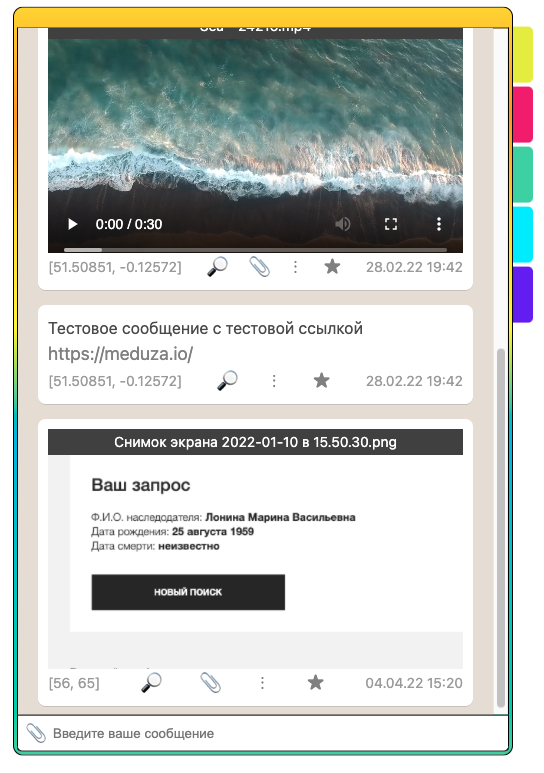 0:00 / 0:30
[51.50851, -0.12572]
28.02.22 19:42
Тестовое сообщение с тестовой ссылкой
https://meduza.io/
[51.50851, -0.12572]
28.02.22 19:42
Снимок экрана 2022-01-10 в 15.50.30.png
Ваш запрос
Ф.И.О. наследодателя: Лонина Марина Васильевна
Дата рождения: 25 августа 1959
Дата смерти: неизвестно
НОВЫЙ ПОИСК
[56, 65]
04.04.22 15:20
Введите ваше сообщение